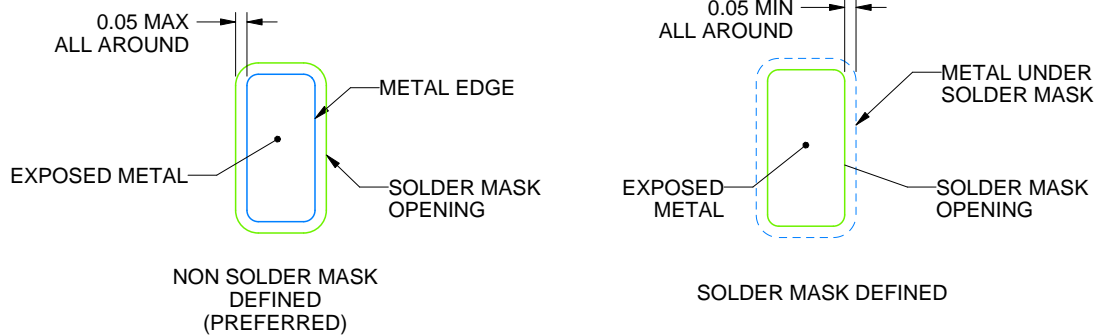 0.05 MAX
ALL AROUND
METAL EDGE
EXPOSED METAL
SOLDER MASK
OPENING
NON SOLDER MASK
DEFINED
(PREFERRED)
0.05 MIN
ALL AROUND
METAL UNDER
SOLDER MASK
EXPOSED
METAL
SOLDER MASK
OPENING
SOLDER MASK DEFINED